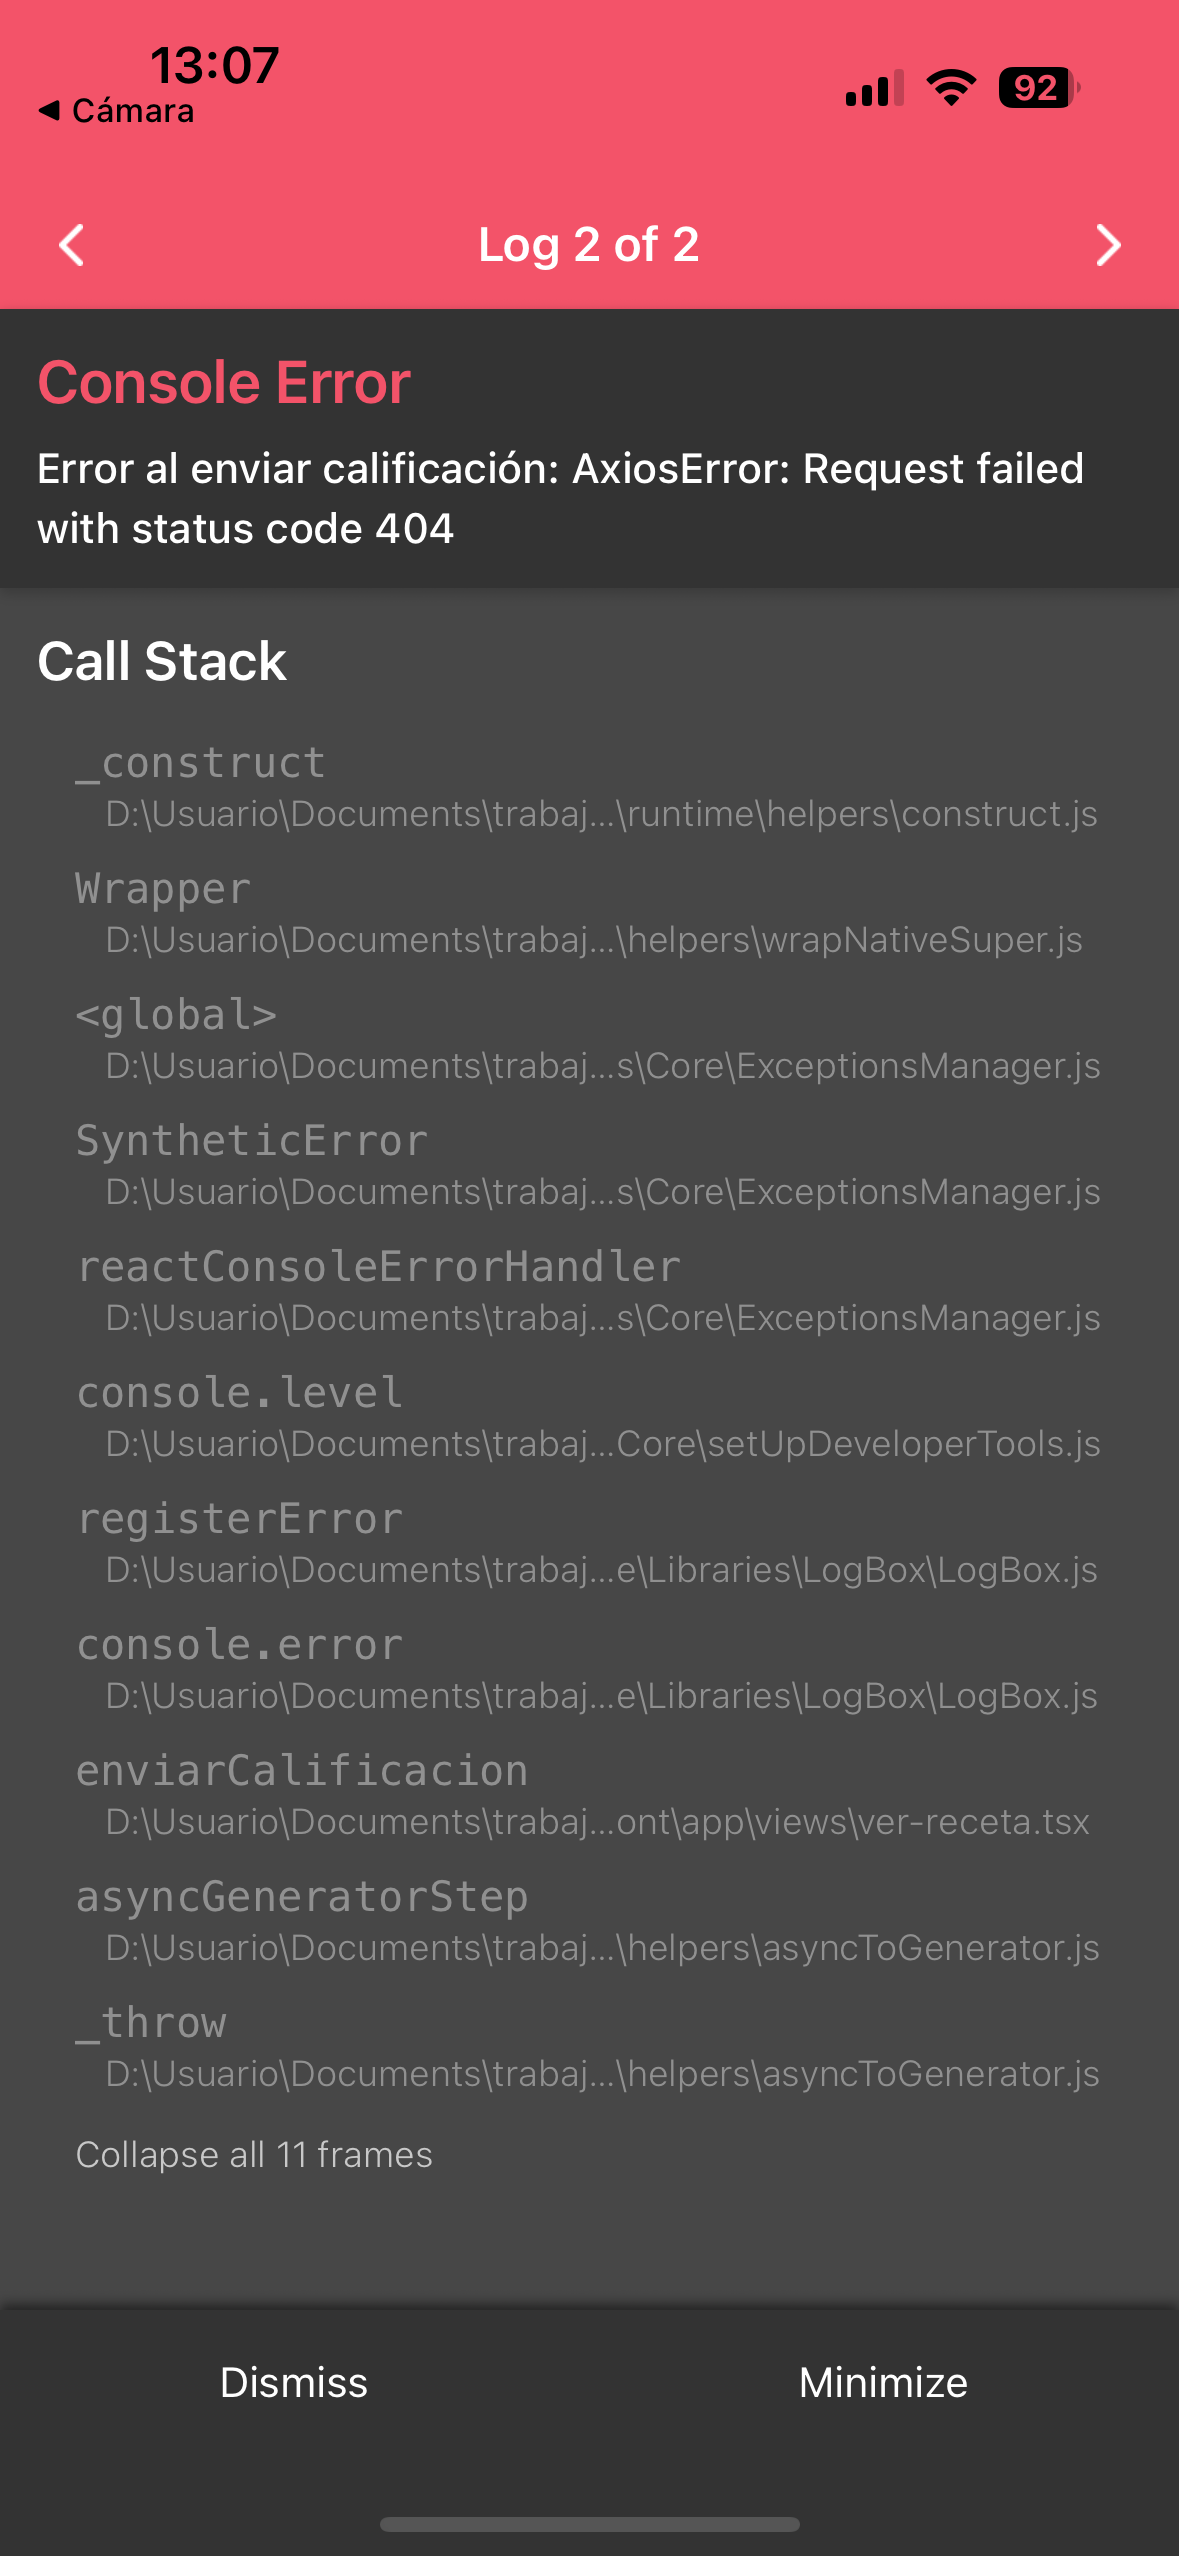 13:07
◀ Cámara
92
Log 2 of 2
Console Error
Error al enviar calificación: AxiosError: Request failed
with status code 404
Call Stack
_construct
D:\Usuario\Documents\trabaj...\runtime\helpers\construct.js
Wrapper
D:\Usuario\Documents\trabaj...\helpers\wrapNativeSuper.js
<global>
D:\Usuario\Documents\trabaj...s\Core\ExceptionsManager.js
SyntheticError
D:\Usuario\Documents\trabaj...s\Core\ExceptionsManager.js
reactConsoleErrorHandler
D:\Usuario\Documents\trabaj...s\Core\ExceptionsManager.js
console.level
D:\Usuario\Documents\trabaj...Core\setUpDeveloperTools.js
registerError
D:\Usuario\Documents\trabaj...e\Libraries\LogBox\LogBox.js
console.error
D:\Usuario\Documents\trabaj...e\Libraries\LogBox\LogBox.js
enviarCalificacion
D:\Usuario\Documents\trabaj...ont\app\views\ver-receta.tsx
asyncGeneratorStep
D:\Usuario\Documents\trabaj...\helpers\asyncToGenerator.js
_throw
D:\Usuario\Documents\trabaj...\helpers\asyncToGenerator.js
Collapse all 11 frames
Dismiss
Minimize